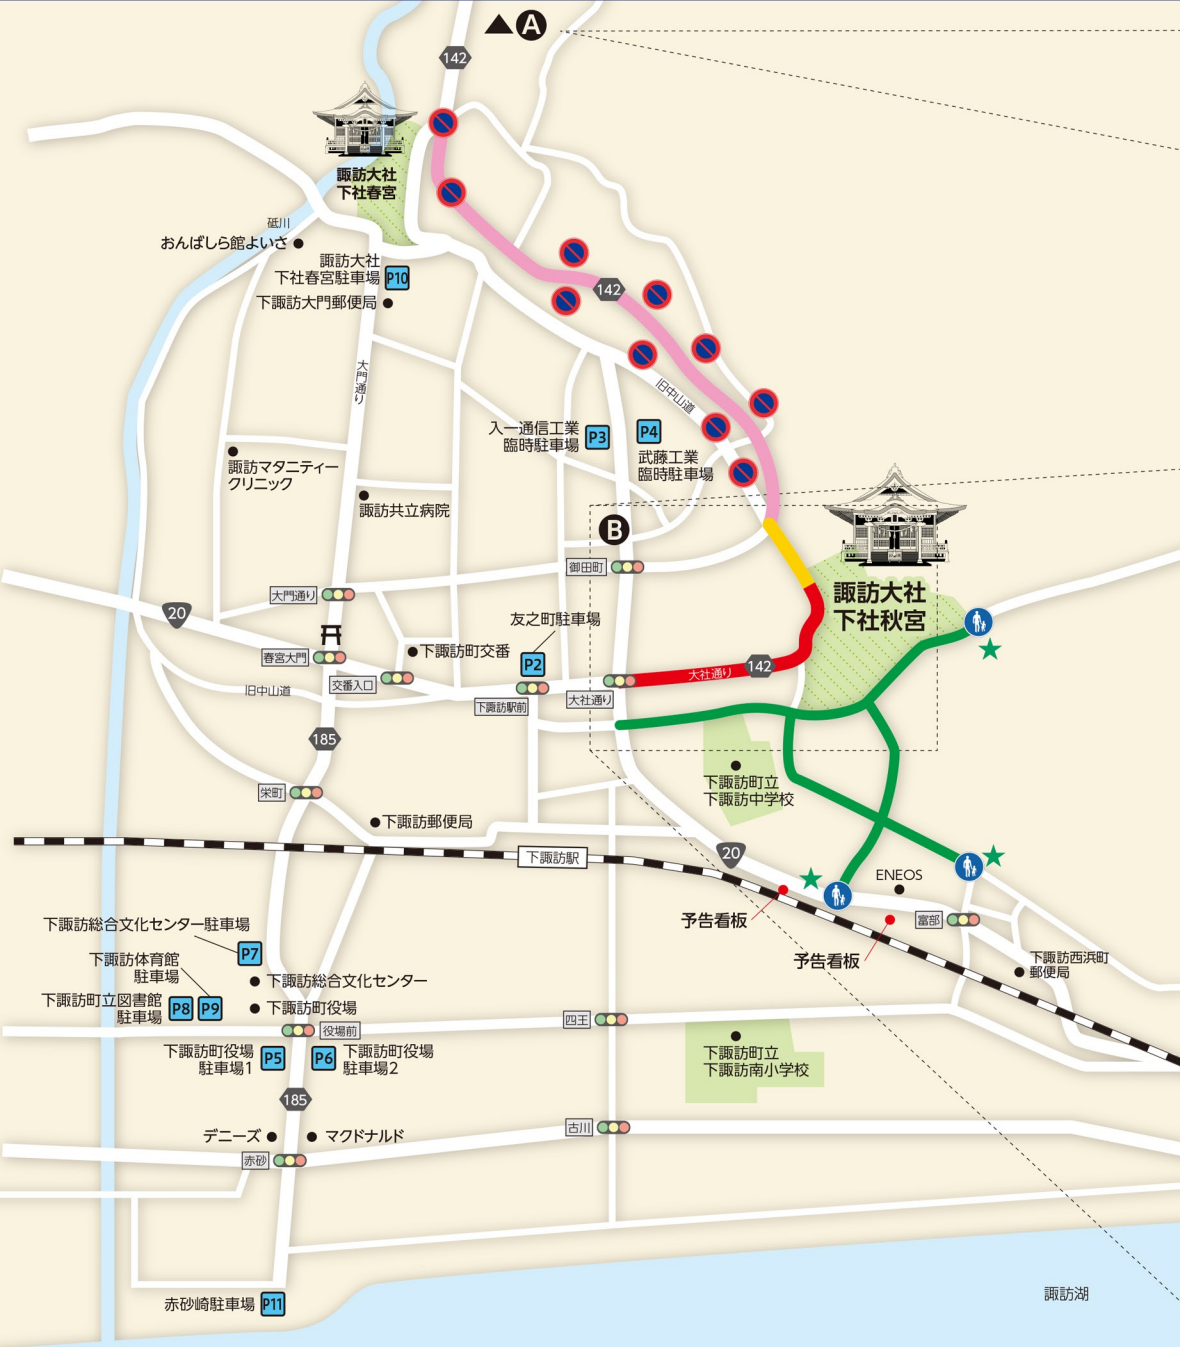 A
142
諏訪大社
下社春宮
砥川
おんばしら館よいさ
諏訪大社
下社春宮駐車場
P10
下諏訪大門郵便局
142
大門通り
旧中山道
入一通信工業
臨時駐車場
P3
P4
武藤工業
臨時駐車場
諏訪マタニティー
クリニック
諏訪共立病院
B
御田町
諏訪大社
下社秋宮
大門通り
20
友之町駐車場
P2
春宮大門
下諏訪町交番
交番入口
旧中山道
下諏訪駅前
大社通り
大社通り
142
185
栄町
下諏訪町立
下諏訪中学校
下諏訪郵便局
下諏訪駅
20
ENEOS
予告看板
富部
予告看板
下諏訪西浜町
郵便局
下諏訪総合文化センター駐車場
P7
下諏訪体育館
駐車場
下諏訪総合文化センター
下諏訪町立図書館
駐車場
P8
P9
下諏訪町役場
役場前
四王
下諏訪町役場
駐車場1
P5
P6
下諏訪町役場
駐車場2
下諏訪町立
下諏訪南小学校
185
古川
デニーズ
マクドナルド
赤砂
赤砂崎駐車場
P11
諏訪湖